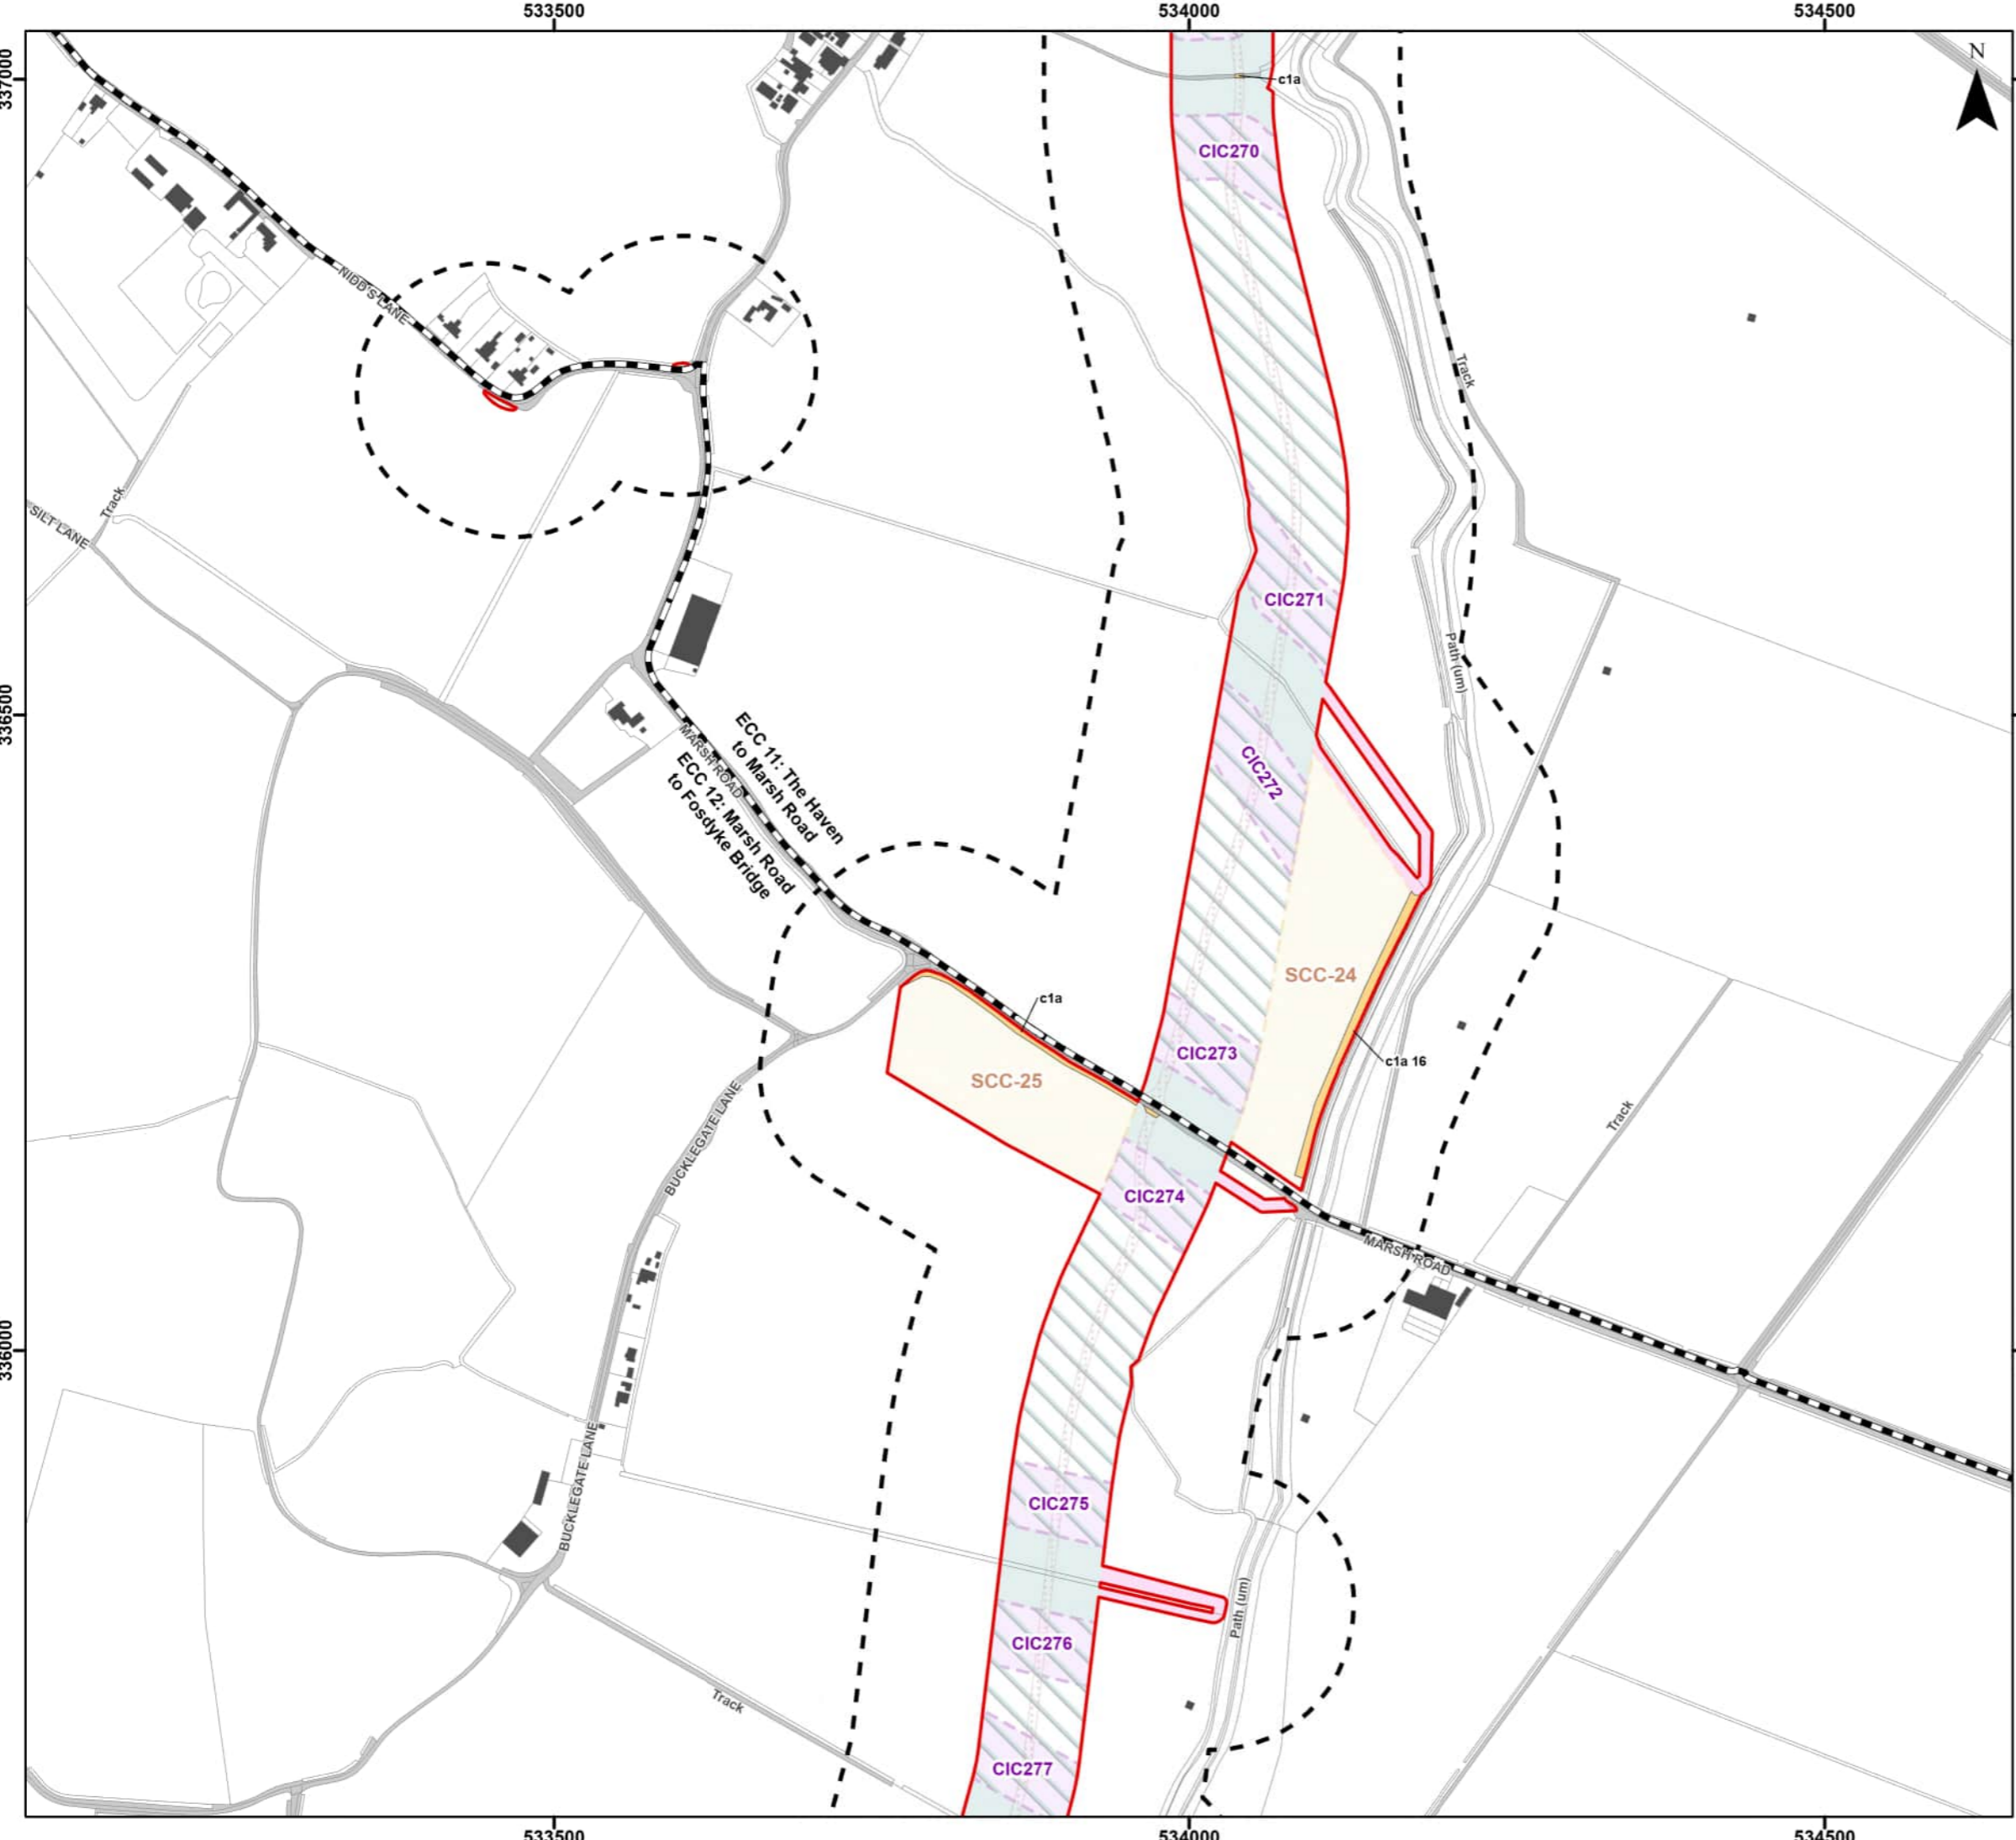 533500
534000
534500
337000
N
c1a
CIC270
NIDD'S LANE
Track
Track
SILT LANE
CIC271
Path (um)
336500
MARSH ROAD
ECC 11: The Haven
to Marsh Road
ECC 12: Marsh Road
to Fosdyke Bridge
CIC272
SCC-24
c1a
CIC273
c1a 16
SCC-25
BUCKLEGATE LANE
Track
CIC274
MARSH ROAD
336000
BUCKLEGATE LANE
CIC275
Path (um)
CIC276
Track
CIC277
533500
534000
534500